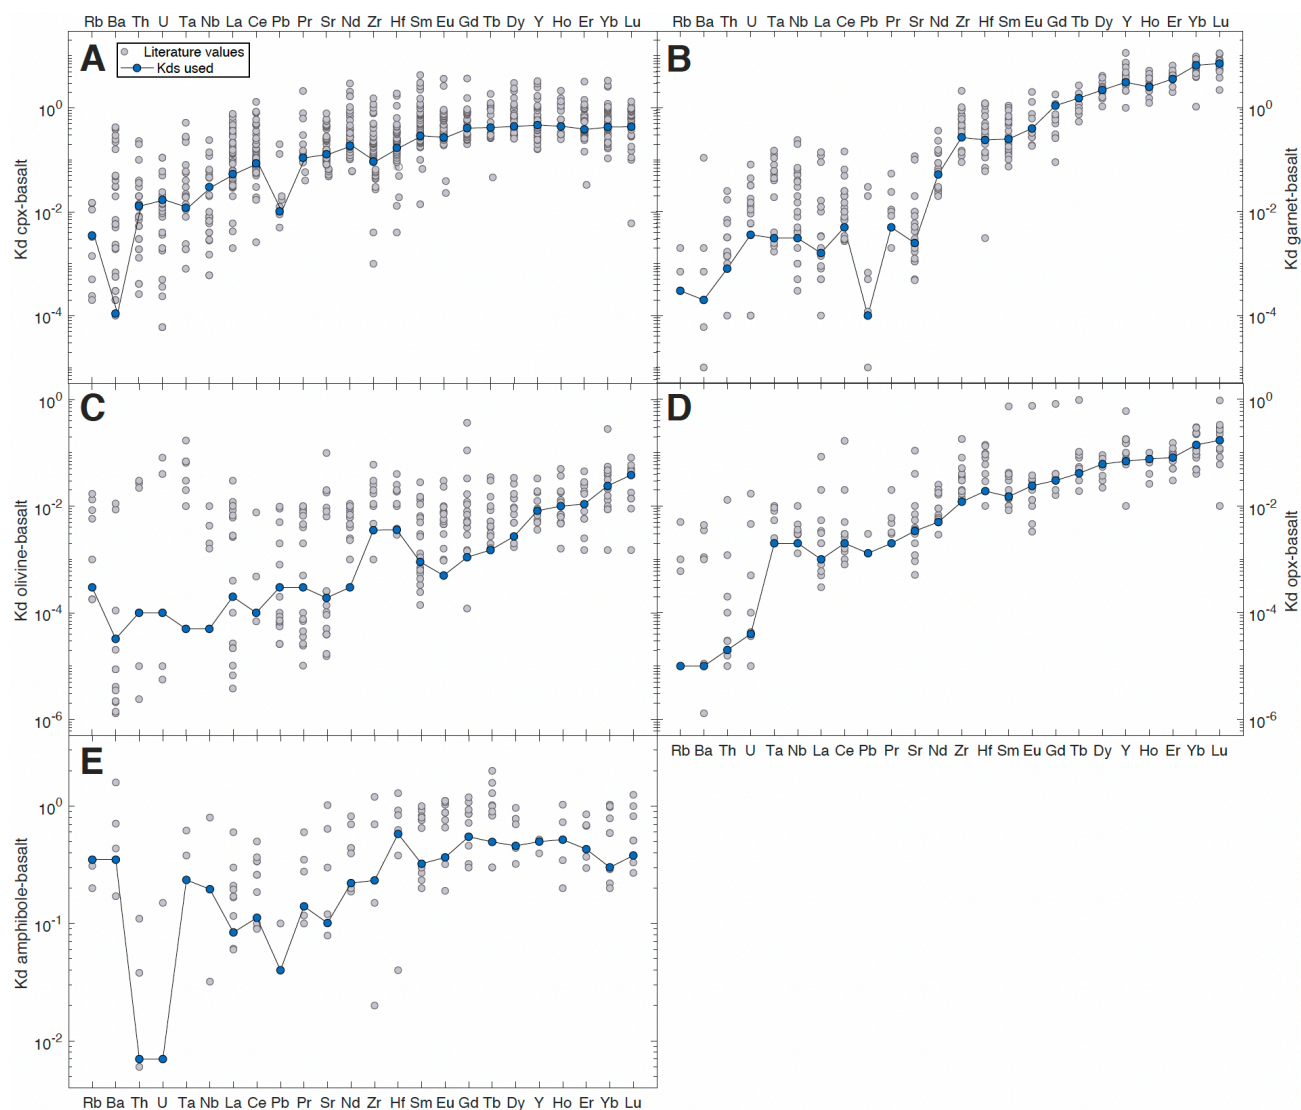 Rb Ba Th U Ta Nb La Ce Pb Pr Sr Nd Zr Hf Sm Eu Gd Tb Dy Y Ho Er Yb Lu
Rb Ba Th U Ta Nb La Ce Pb Pr Sr Nd Zr Hf Sm Eu Gd Tb Dy Y Ho Er Yb Lu
A
Literature values
Kds used
10^0
10^-2
10^-4
Kd cpx-basalt
B
10^0
10^-2
10^-4
Kd garnet-basalt
C
10^0
10^-2
10^-4
10^-6
Kd olivine-basalt
D
10^0
10^-2
10^-4
10^-6
Kd opx-basalt
Rb Ba Th U Ta Nb La Ce Pb Pr Sr Nd Zr Hf Sm Eu Gd Tb Dy Y Ho Er Yb Lu
E
10^0
10^-1
10^-2
Kd amphibole-basalt
Rb Ba Th U Ta Nb La Ce Pb Pr Sr Nd Zr Hf Sm Eu Gd Tb Dy Y Ho Er Yb Lu